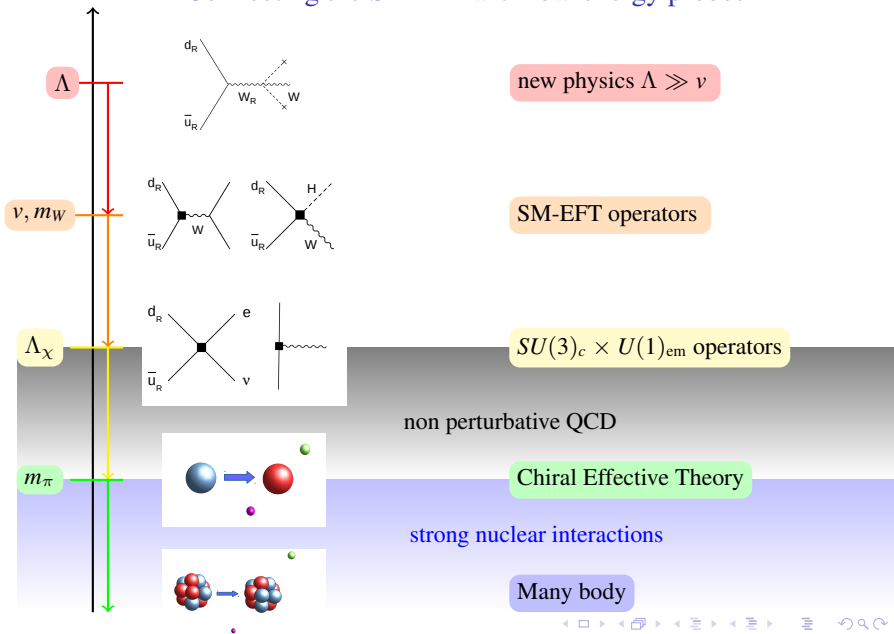 d_R
Λ
W_R W
new physics Λ ≫ v
ū_R
d_R d_R H
v, m_W
W
SM-EFT operators
ū_R ū_R W
d_R e
Λ_χ
SU(3)_c × U(1)_em operators
ū_R ν
non perturbative QCD
m_π
Chiral Effective Theory
strong nuclear interactions
Many body